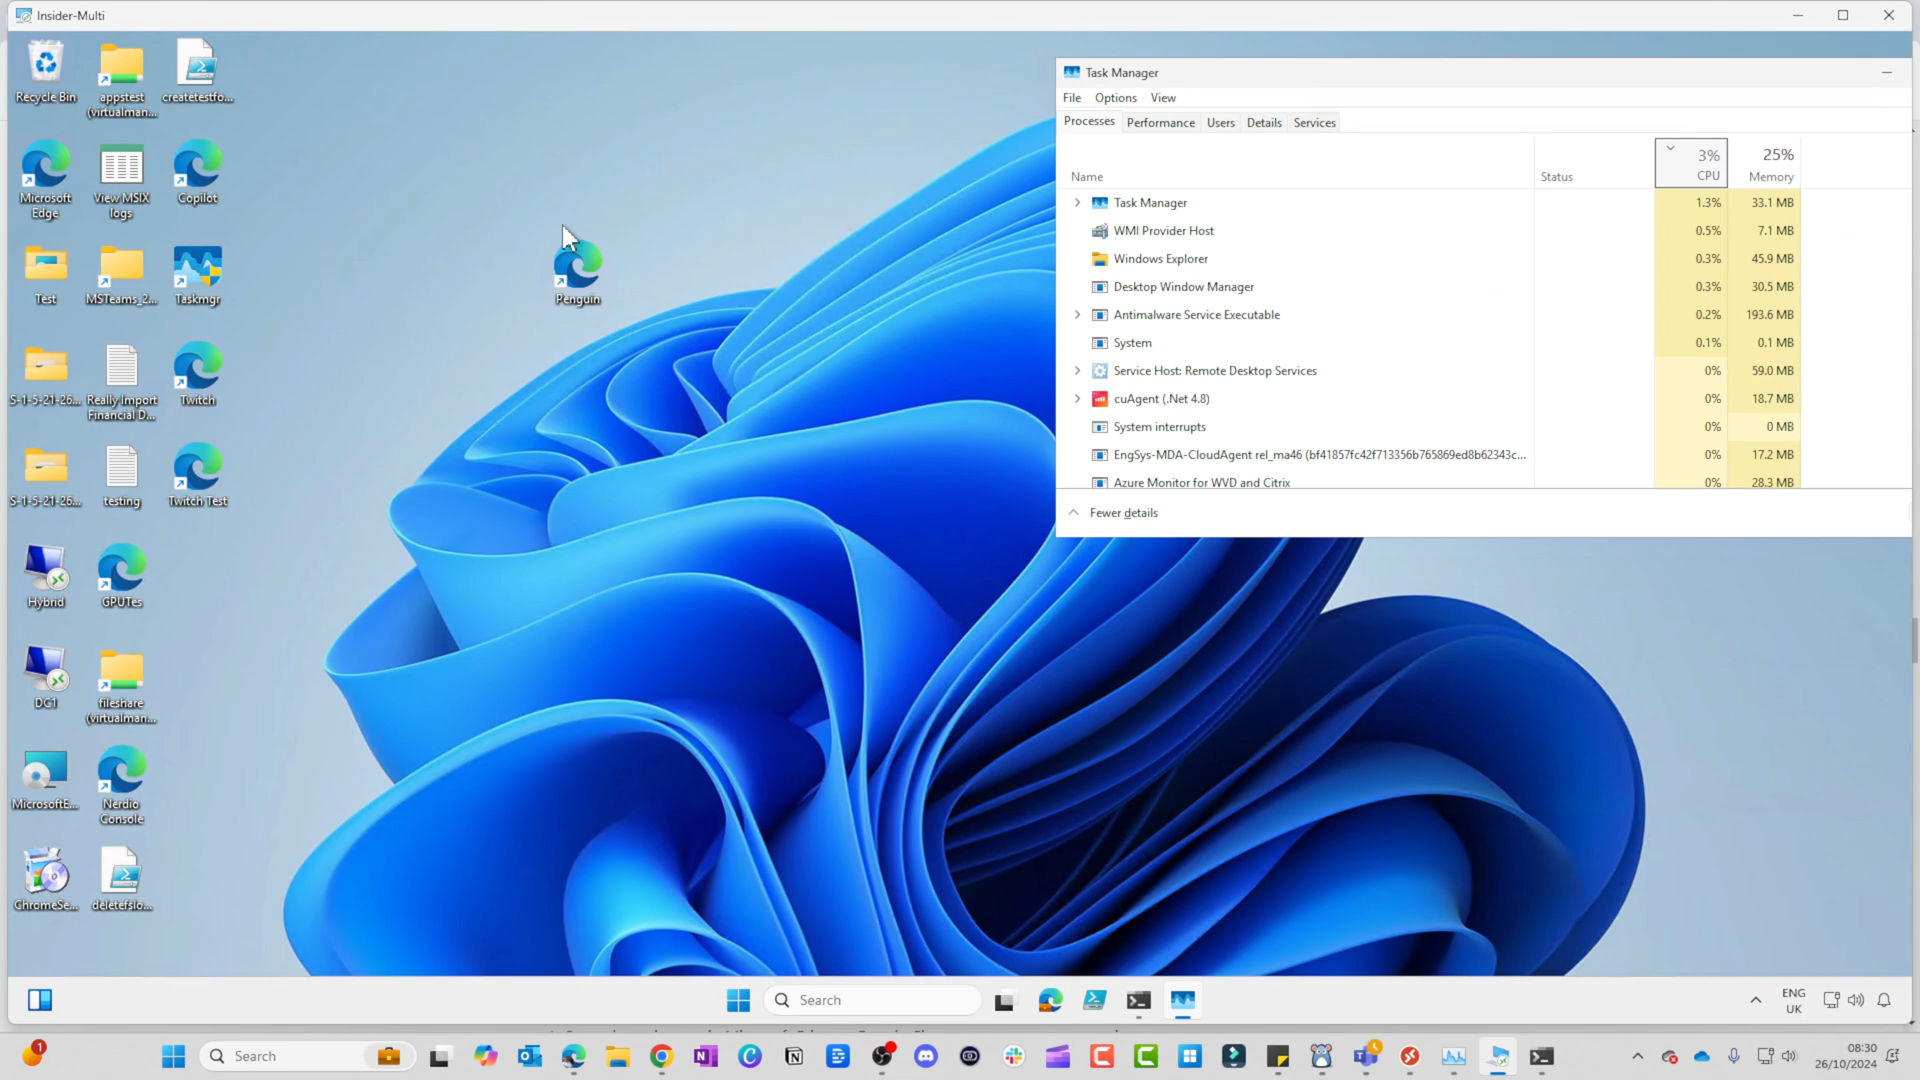 Insider-Multi
Recycle Bin
appstest
(virtualman...
createtestfo...
Microsoft
Edge
View MSIX
logs
Copilot
Test
MSTeams_2...
Taskmgr
S-1-5-21-26...
Really Import
Financial D...
Twitch
S-1-5-21-26...
testing
Twitch Test
Hybrid
GPUTes
DC1
fileshare
(virtualman...
MicrosoftE...
Nerdio
Console
ChromeSe...
deletefslo...
Penguin
Task Manager
File Options View
Processes Performance Users Details Services
3% 25%
Name Status CPU Memory
Task Manager 1.3% 33.1 MB
WMI Provider Host 0.5% 7.1 MB
Windows Explorer 0.3% 45.9 MB
Desktop Window Manager 0.3% 30.5 MB
Antimalware Service Executable 0.2% 193.6 MB
System 0.1% 0.1 MB
Service Host: Remote Desktop Services 0% 59.0 MB
cuAgent (.Net 4.8) 0% 18.7 MB
System interrupts 0% 0 MB
EngSys-MDA-CloudAgent rel_ma46 (bf41857fc42f713356b765869ed8b62343c... 0% 17.2 MB
Azure Monitor for WVD and Citrix 0% 28.3 MB
Fewer details
Search
ENG
UK
1
Search
08:30
26/10/2024